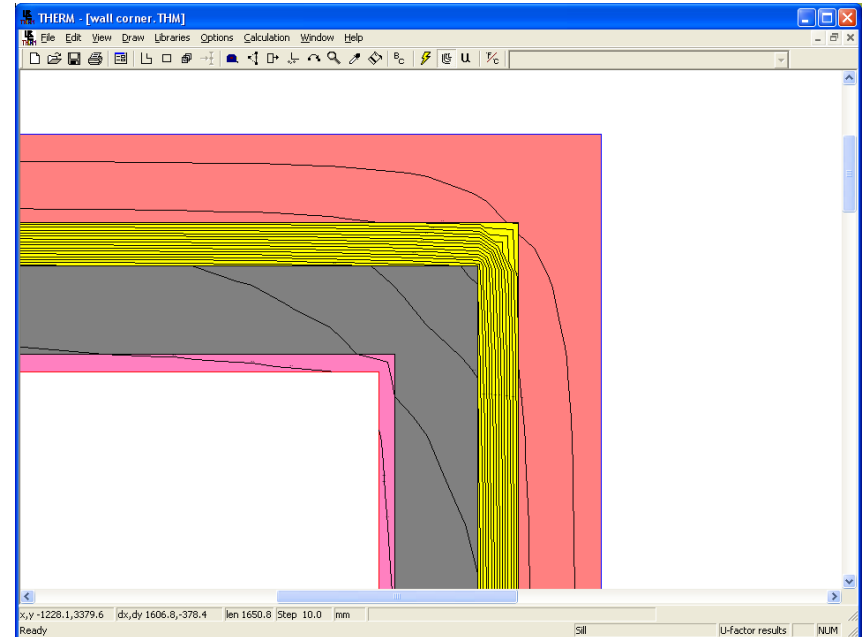 THERM - [wall corner.THM]
File Edit View Draw Libraries Options Calculation Window Help
BC U F/C
x,y -1228.1,3379.6 dx,dy 1606.8,-378.4 len 1650.8 Step 10.0 mm
Ready Sill U-factor results NUM